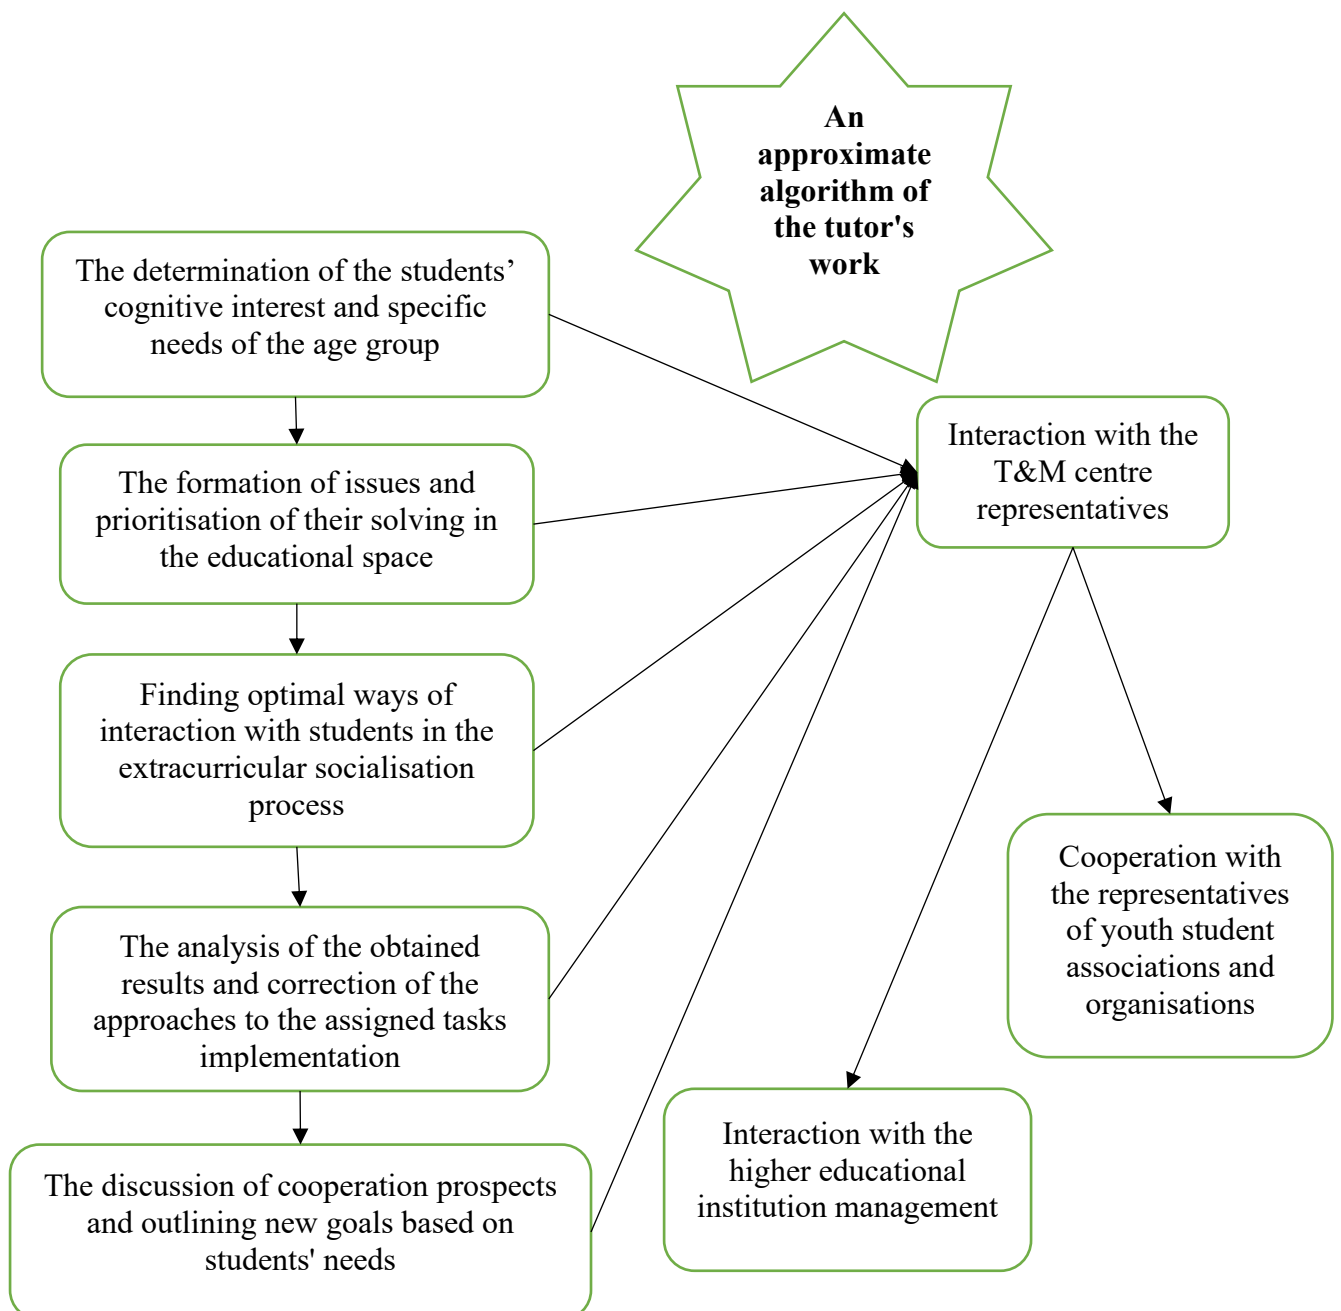 An
approximate
algorithm of
the tutor's
work
The determination of the students’
cognitive interest and specific
needs of the age group
The formation of issues and
prioritisation of their solving in
the educational space
Finding optimal ways of
interaction with students in the
extracurricular socialisation
process
The analysis of the obtained
results and correction of the
approaches to the assigned tasks
implementation
The discussion of cooperation prospects
and outlining new goals based on
students' needs
Interaction with the
T&M centre
representatives
Cooperation with
the representatives
of youth student
associations and
organisations
Interaction with the
higher educational
institution management